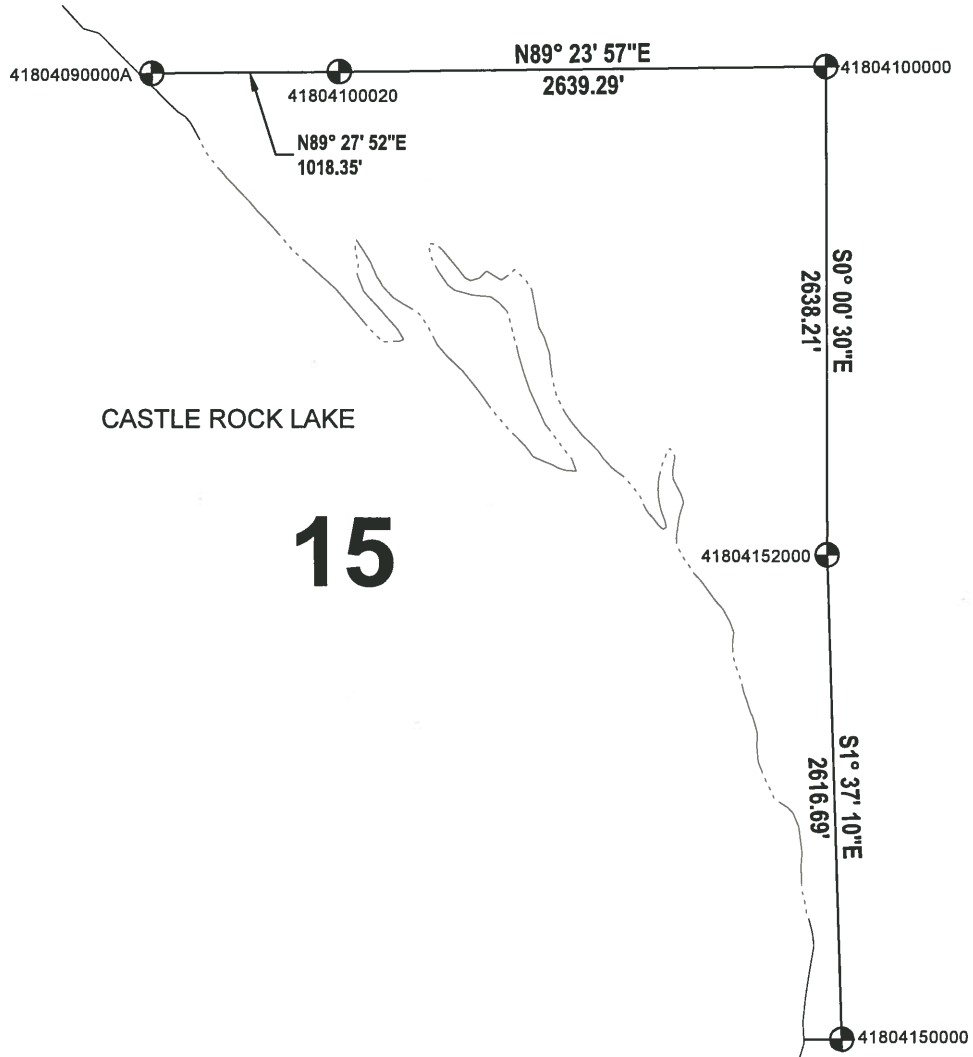 N89° 23' 57"E
2639.29'
41804090000A
41804100020
41804100000
N89° 27' 52"E
1018.35'
S0° 00' 30"E
2638.21'
CASTLE ROCK LAKE
15
41804152000
S1° 37' 10"E
2616.69'
41804150000